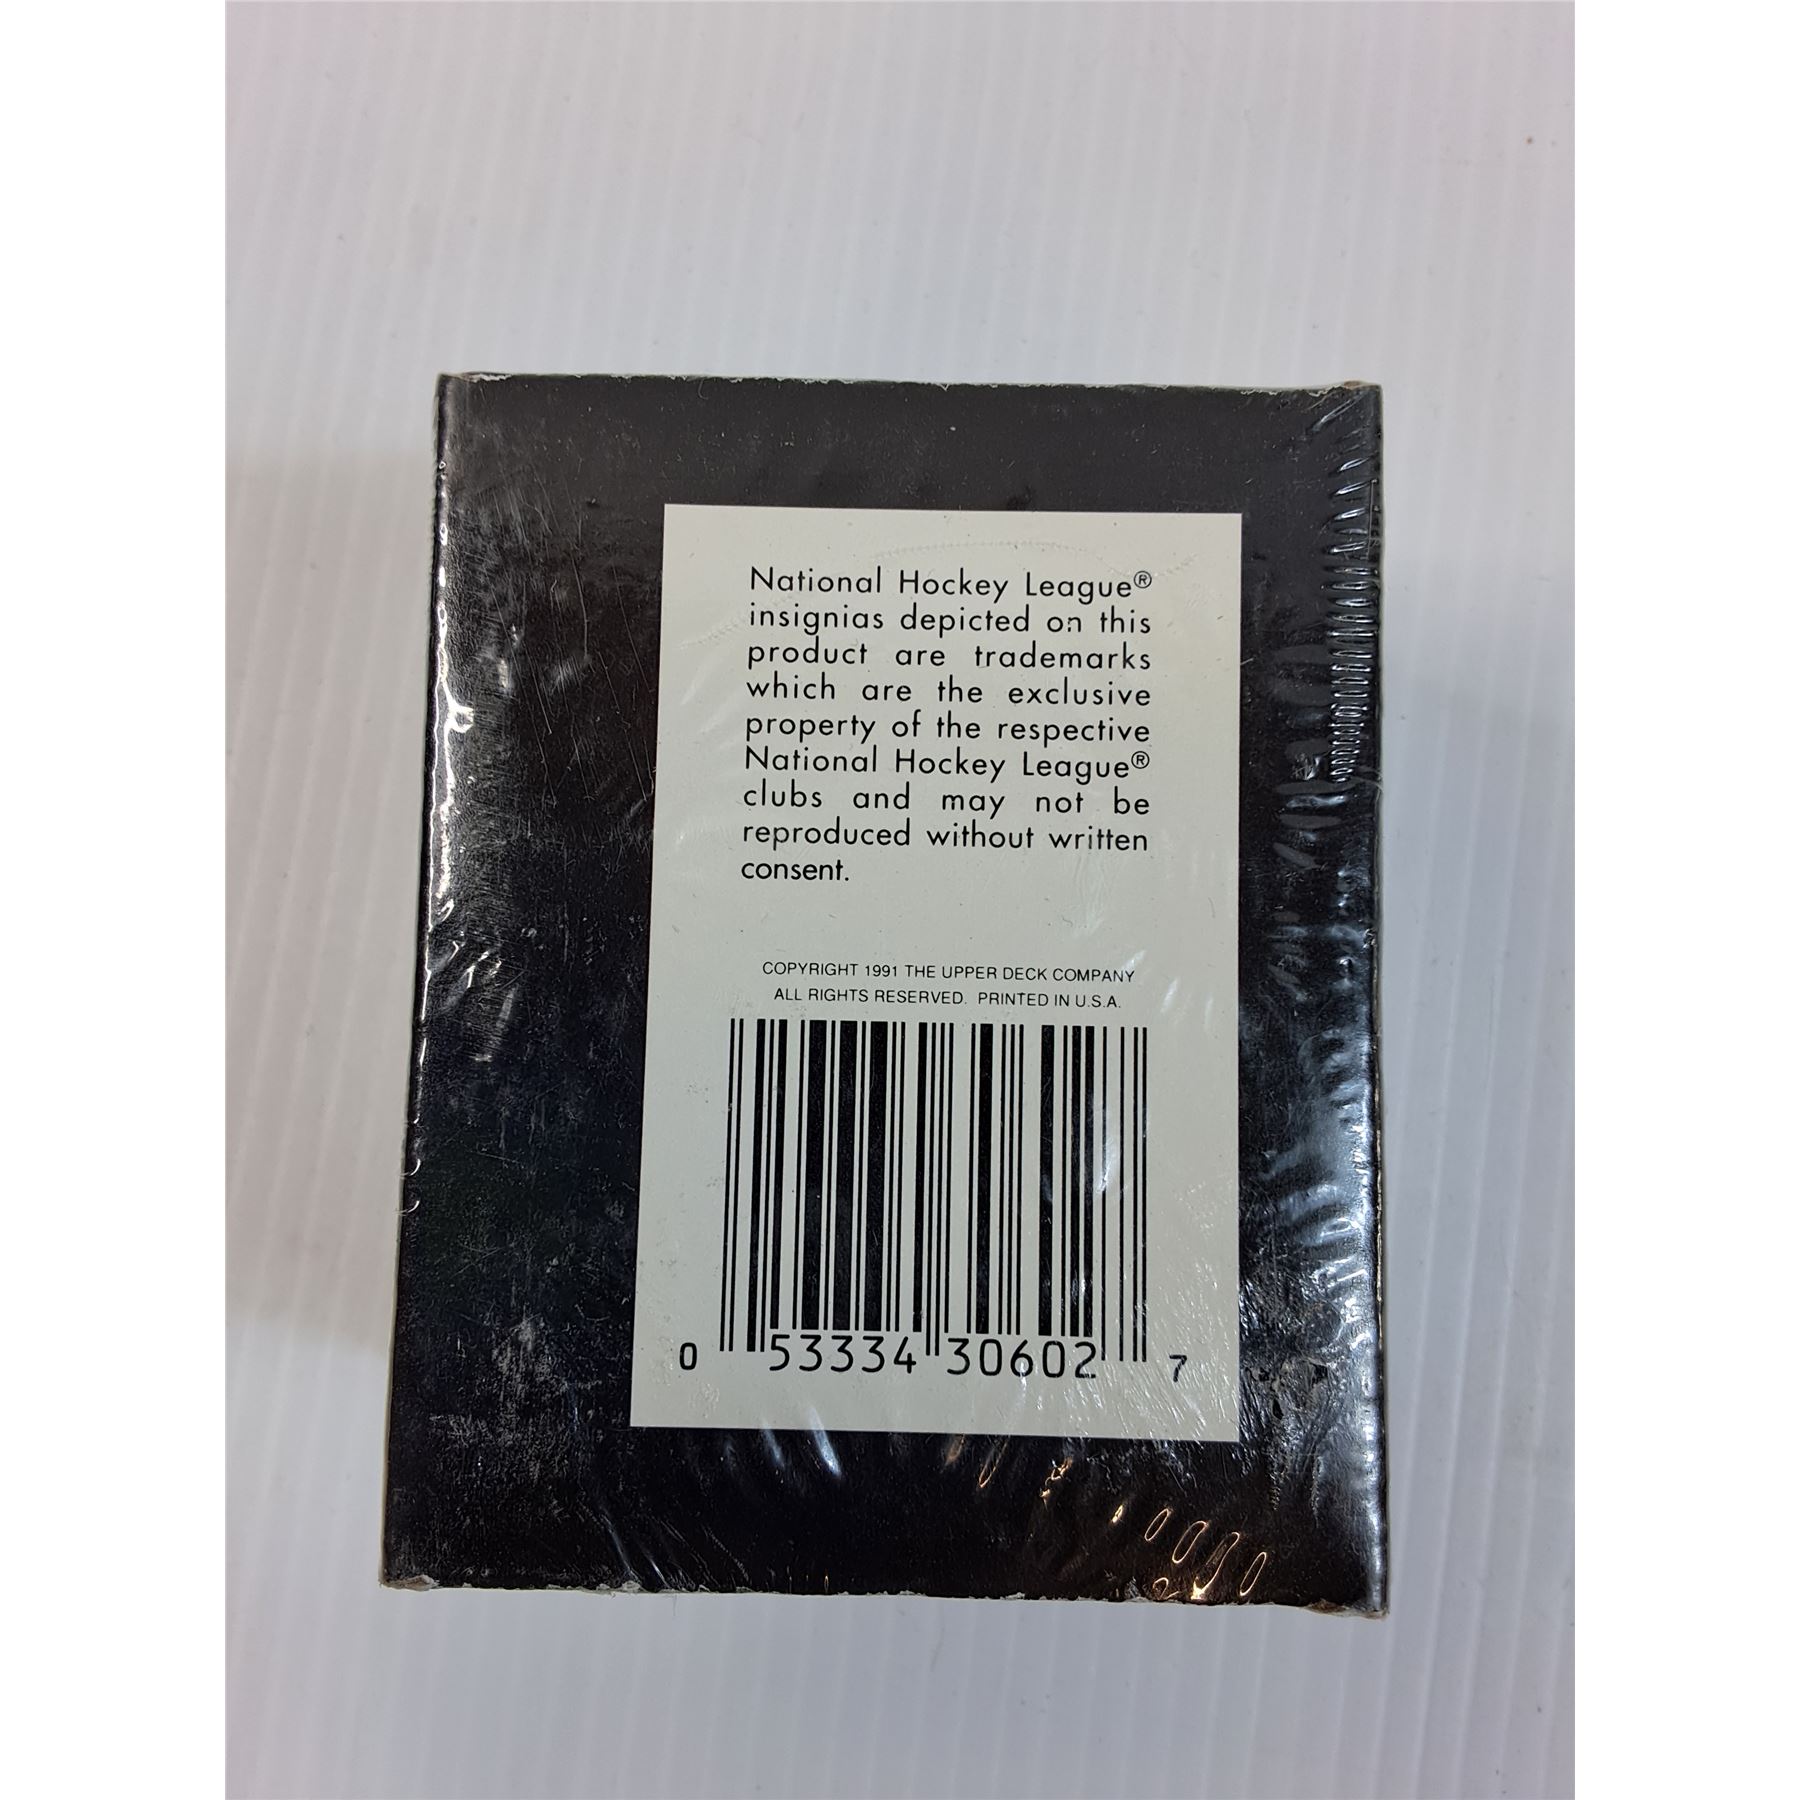 National Hockey League®
insignias depicted on this
product are trademarks
which are the exclusive
property of the respective
National Hockey League®
clubs and may not be
reproduced without written
consent.
COPYRIGHT 1991 THE UPPER DECK COMPANY
ALL RIGHTS RESERVED. PRINTED IN U.S.A.
0 53334 30602 7